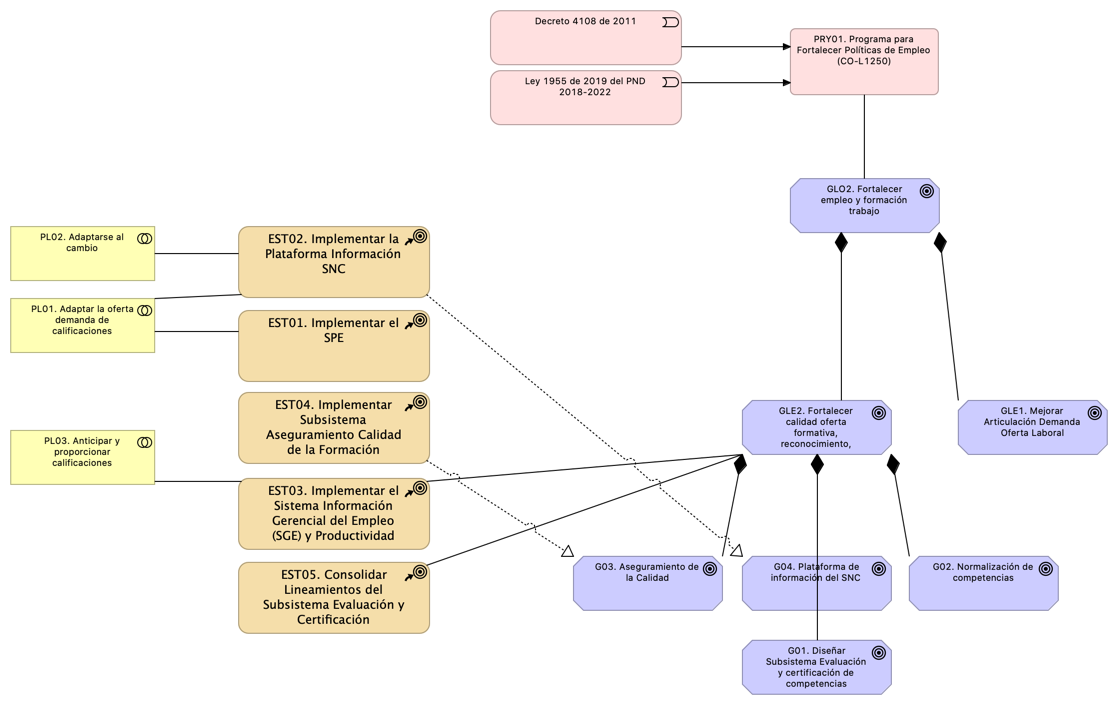 Decreto 4108 de 2011
PRY01. Programa para
Fortalecer Políticas de Empleo
(CO-L1250)
Ley 1955 de 2019 del PND
2018-2022
GLO2. Fortalecer
empleo y formación
trabajo
PL02. Adaptarse al
cambio
EST02. Implementar la
Plataforma Información
SNC
PL01. Adaptar la oferta
demanda de
calificaciones
EST01. Implementar el
SPE
EST04. Implementar
Subsistema
Aseguramiento Calidad
de la Formación
GLE2. Fortalecer
calidad oferta
formativa,
reconocimiento,
GLE1. Mejorar
Articulación Demanda
Oferta Laboral
PL03. Anticipar y
proporcionar
calificaciones
EST03. Implementar el
Sistema Información
Gerencial del Empleo
(SGE) y Productividad
EST05. Consolidar
Lineamientos del
Subsistema Evaluación y
Certificación
G03. Aseguramiento de
la Calidad
G04. Plataforma de
información del SNC
G02. Normalización de
competencias
G01. Diseñar
Subsistema Evaluación
y certificación de
competencias